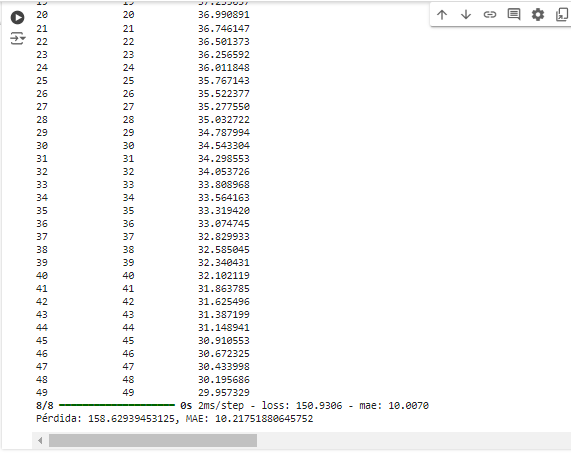 20 20 36.990891
21 21 36.746147
22 22 36.501373
23 23 36.256592
24 24 36.011848
25 25 35.767143
26 26 35.522377
27 27 35.277550
28 28 35.032722
29 29 34.787994
30 30 34.543304
31 31 34.298553
32 32 34.053726
33 33 33.808968
34 34 33.564163
35 35 33.319420
36 36 33.074745
37 37 32.829933
38 38 32.585045
39 39 32.340431
40 40 32.102119
41 41 31.863785
42 42 31.625496
43 43 31.387199
44 44 31.148941
45 45 30.910553
46 46 30.672325
47 47 30.433998
48 48 30.195686
49 49 29.957329
8/8 ━━━━━━━━━━━━━━━━━━━━ 0s 2ms/step - loss: 150.9306 - mae: 10.0070
Pérdida: 158.62939453125, MAE: 10.21751880645752